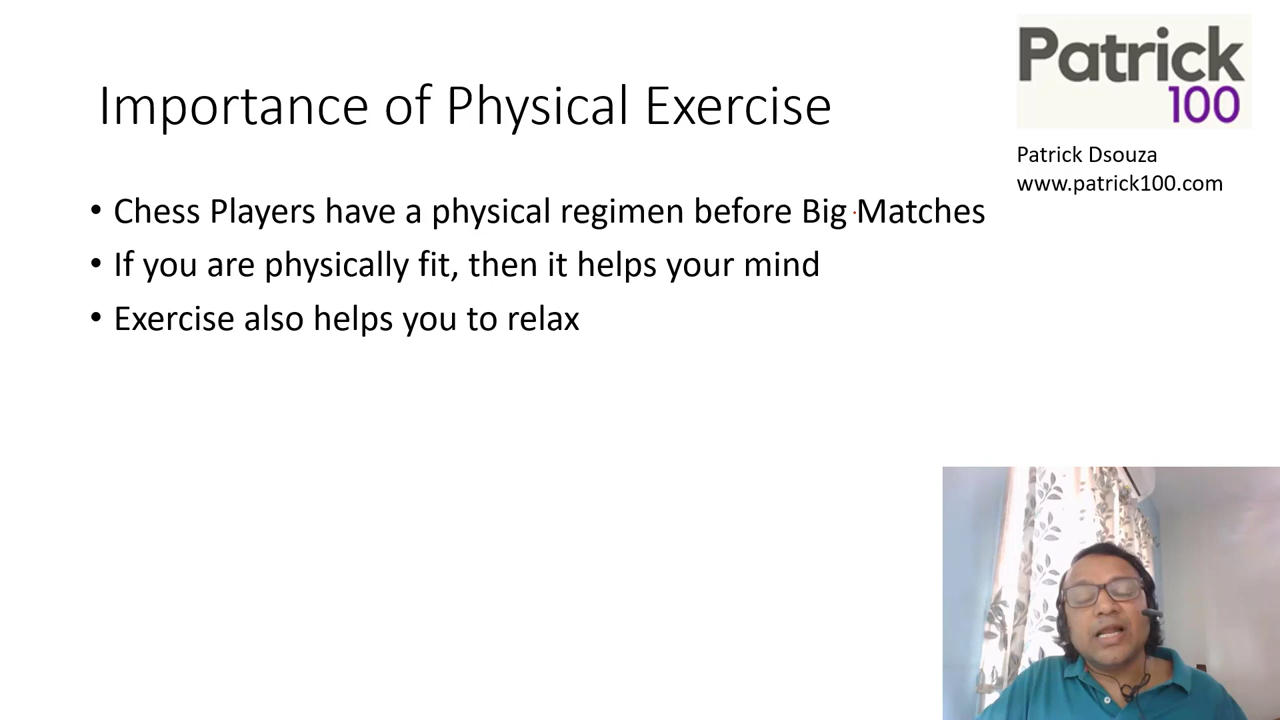 Patrick
100
Importance of Physical Exercise
Patrick Dsouza
www.patrick100.com
• Chess Players have a physical regimen before Big Matches
• If you are physically fit, then it helps your mind
• Exercise also helps you to relax